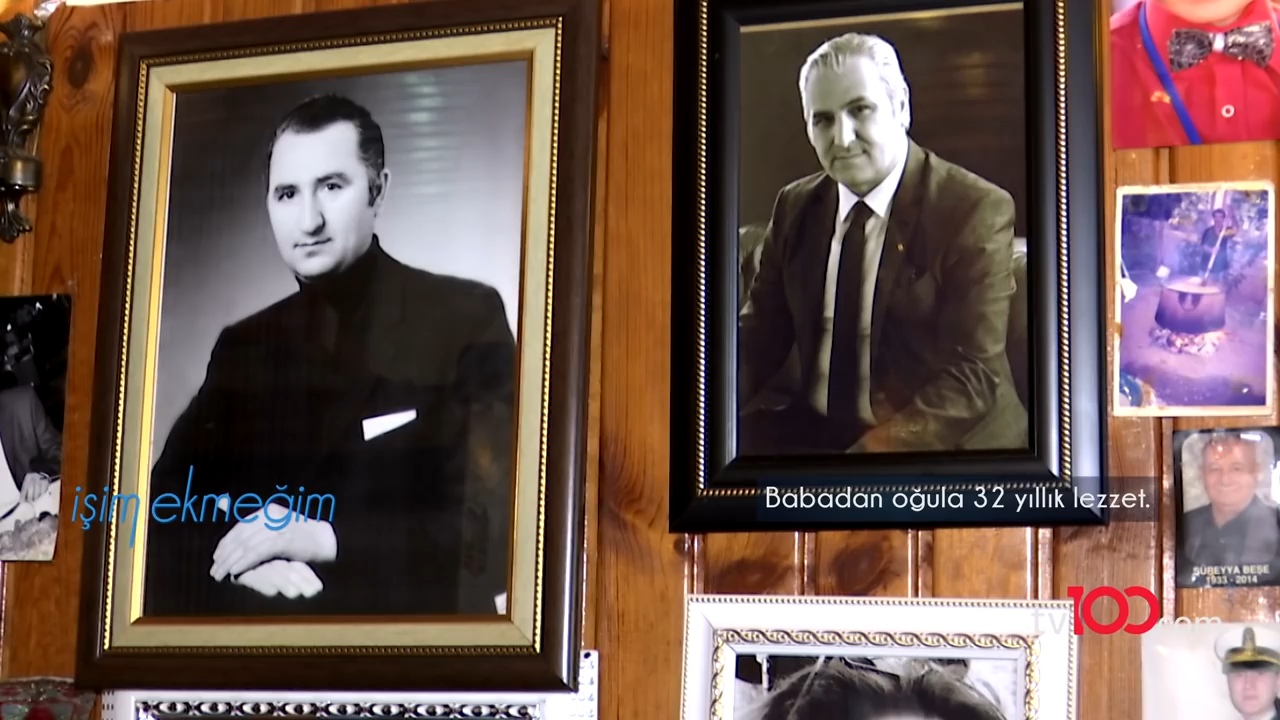 işim ekmeğim
Babadan oğula 32 yıllık lezzet.
SÜREYYA BEŞE
1933 - 2014
tv100.com